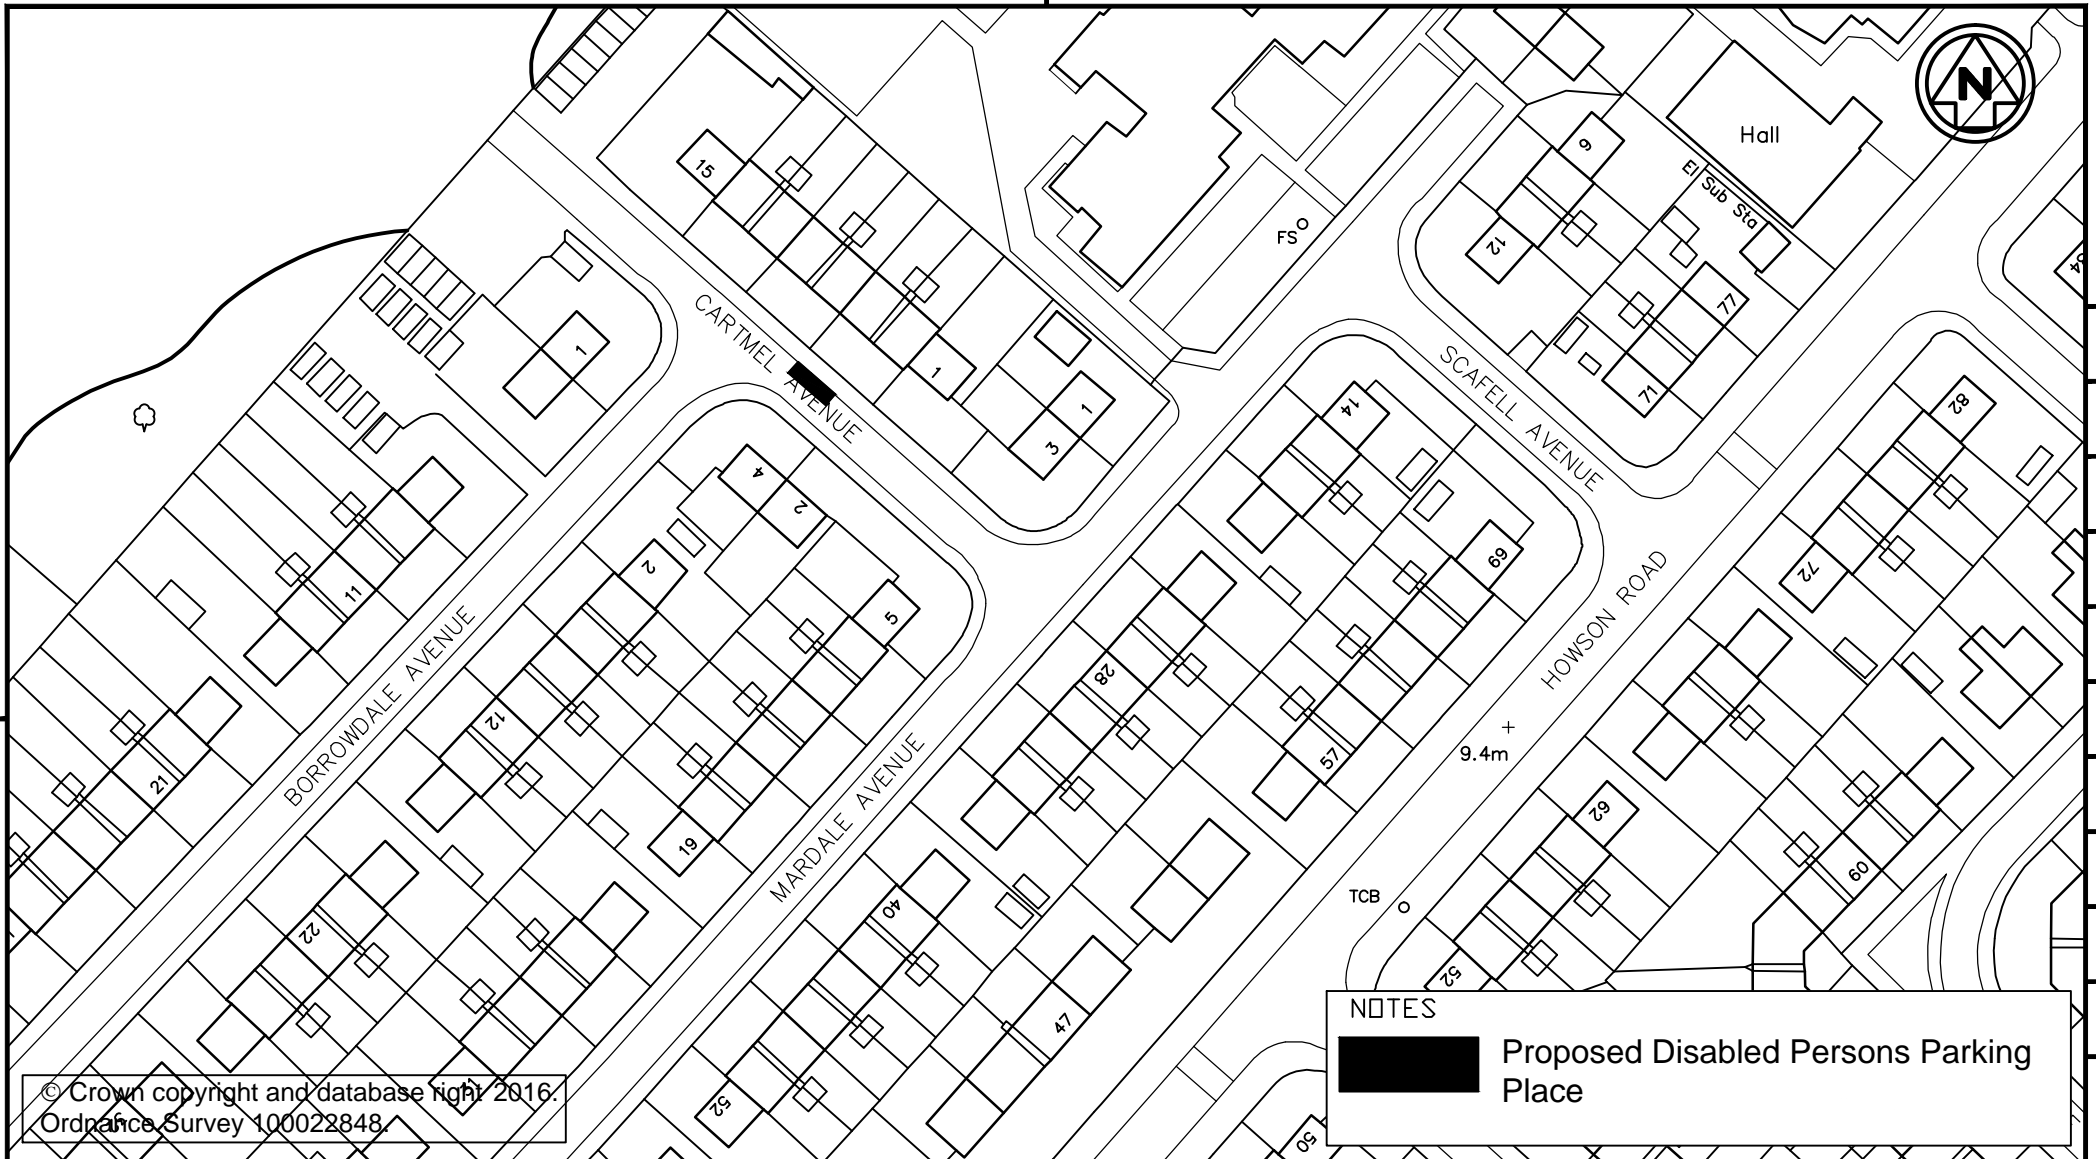 N
Hall
El Sub Sta
FS
15
1
1
1
3
9
12
77
71
14
82
72
69
57
54
CARTMEL AVENUE
SCAFELL AVENUE
4
2
2
5
11
12
21
19
28
BORROWDALE AVENUE
MARDALE AVENUE
HOWSON ROAD
9.4m
62
60
TCB
52
22
40
47
52
50
NOTES
Proposed Disabled Persons Parking
Place
© Crown copyright and database right 2016.
Ordnance Survey 100022848.